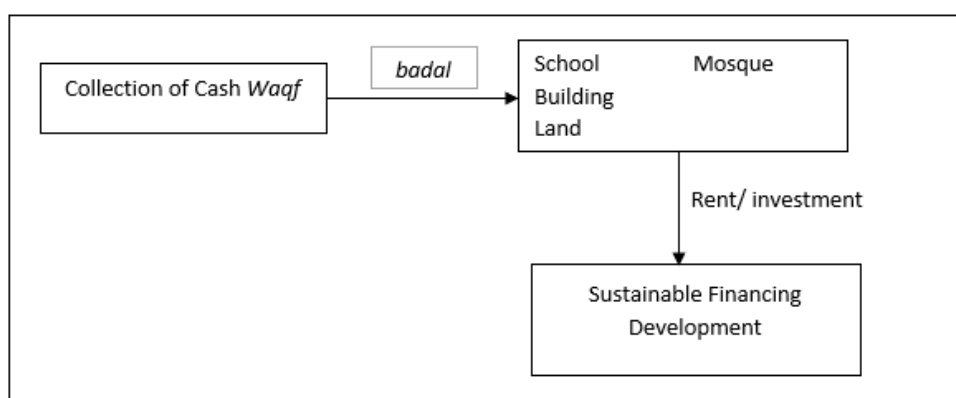 Collection of Cash Waqf
badal
School Mosque
Building
Land
Rent/ investment
Sustainable Financing
Development